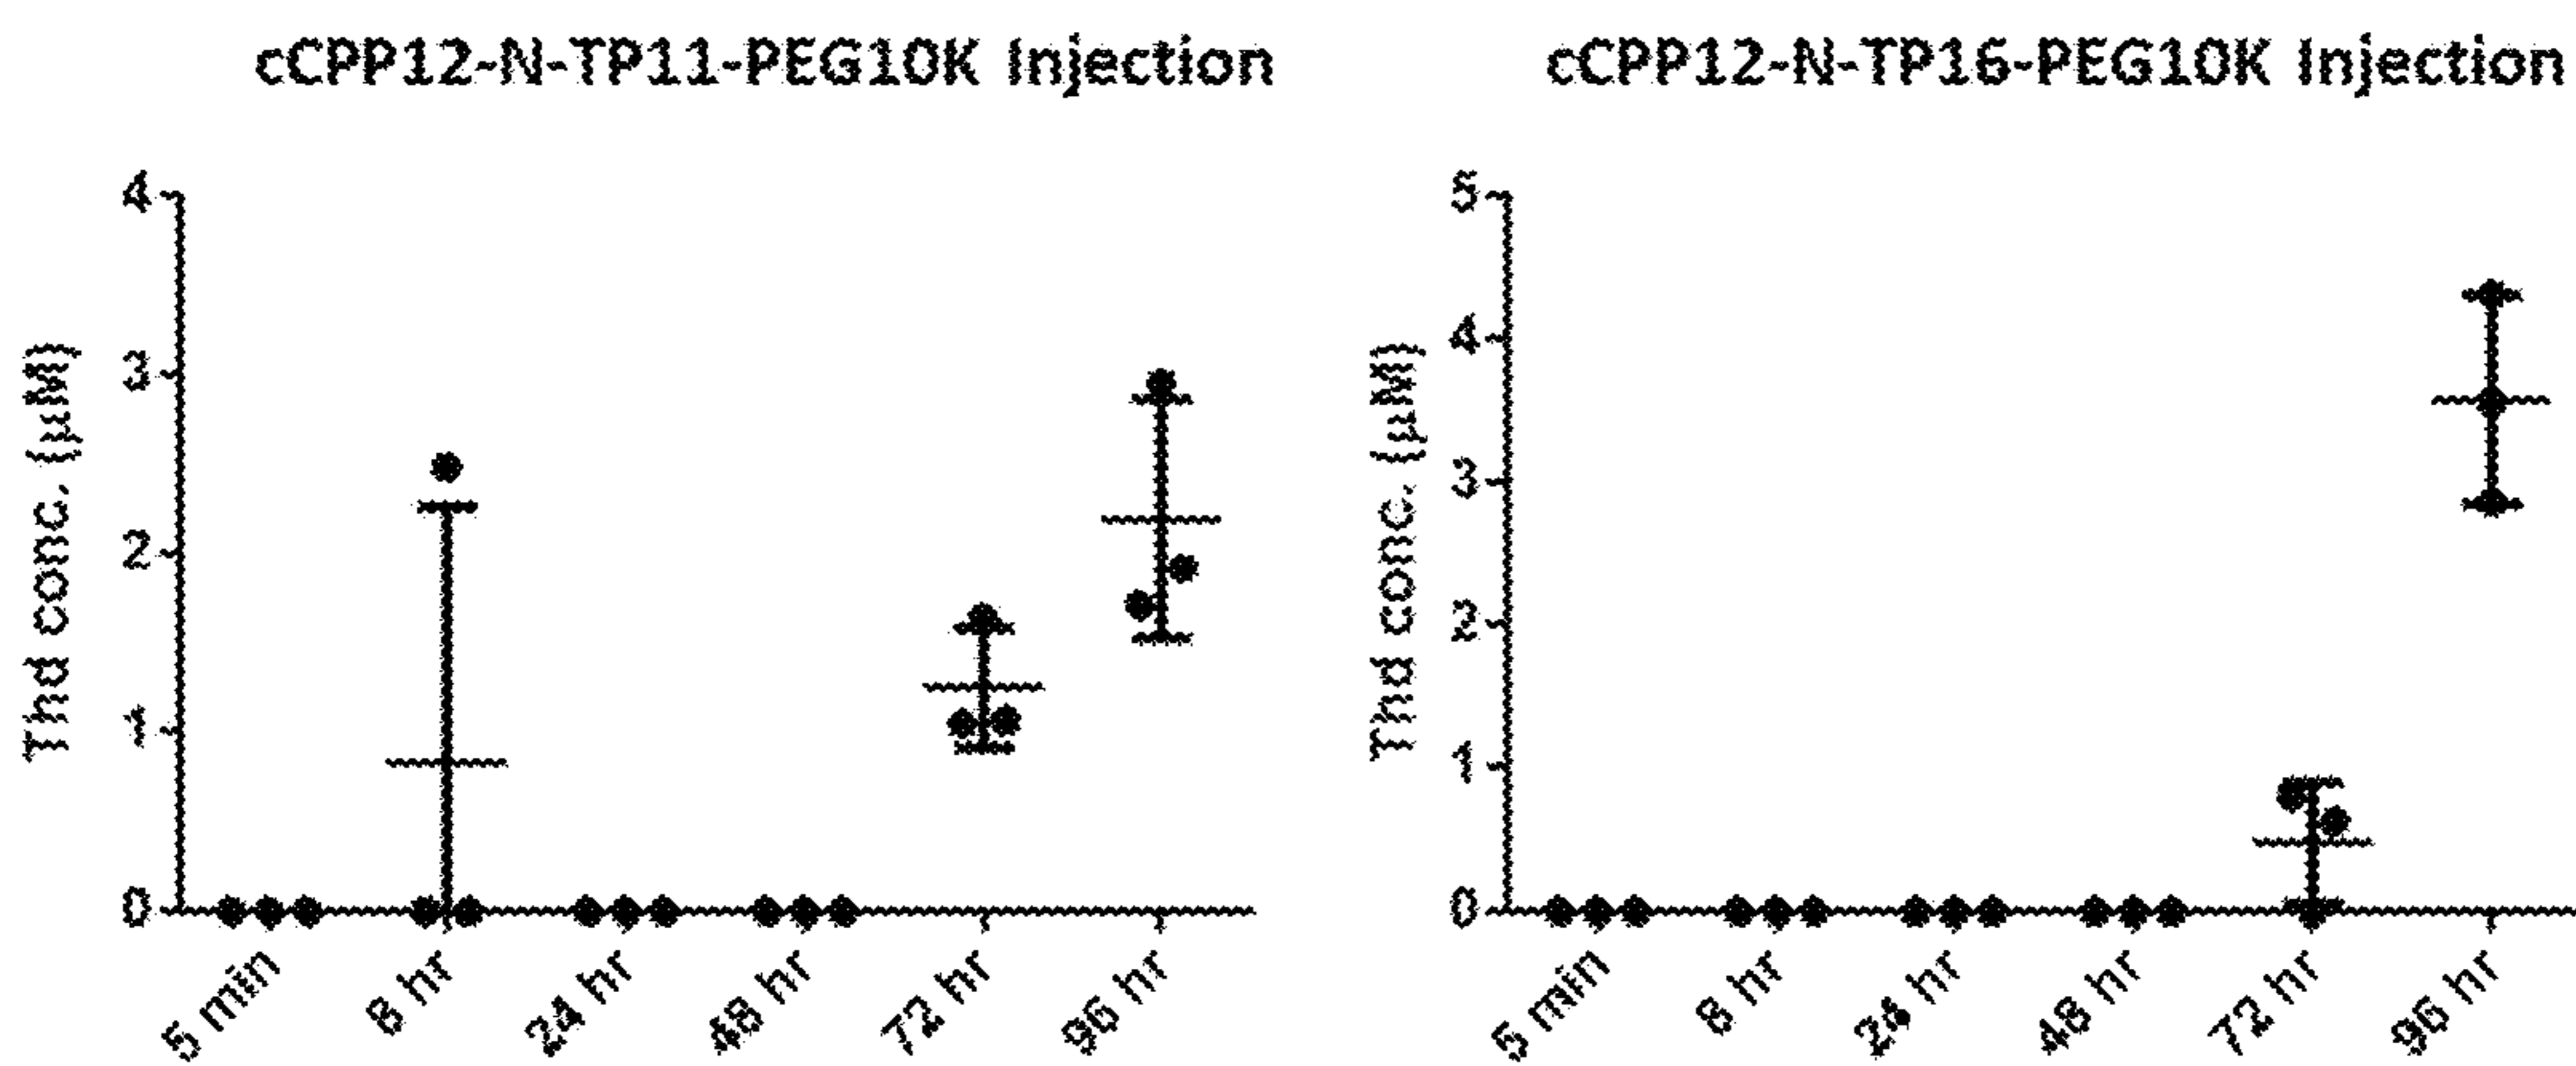 cCPP12-N-TP11-PEG10K Injection
Thd conc. (µM)
4
3
2
1
0
5 min
8 hr
24 hr
48 hr
72 hr
96 hr
cCPP12-N-TP16-PEG10K Injection
Thd conc. (µM)
5
4
3
2
1
0
5 min
8 hr
24 hr
48 hr
72 hr
96 hr